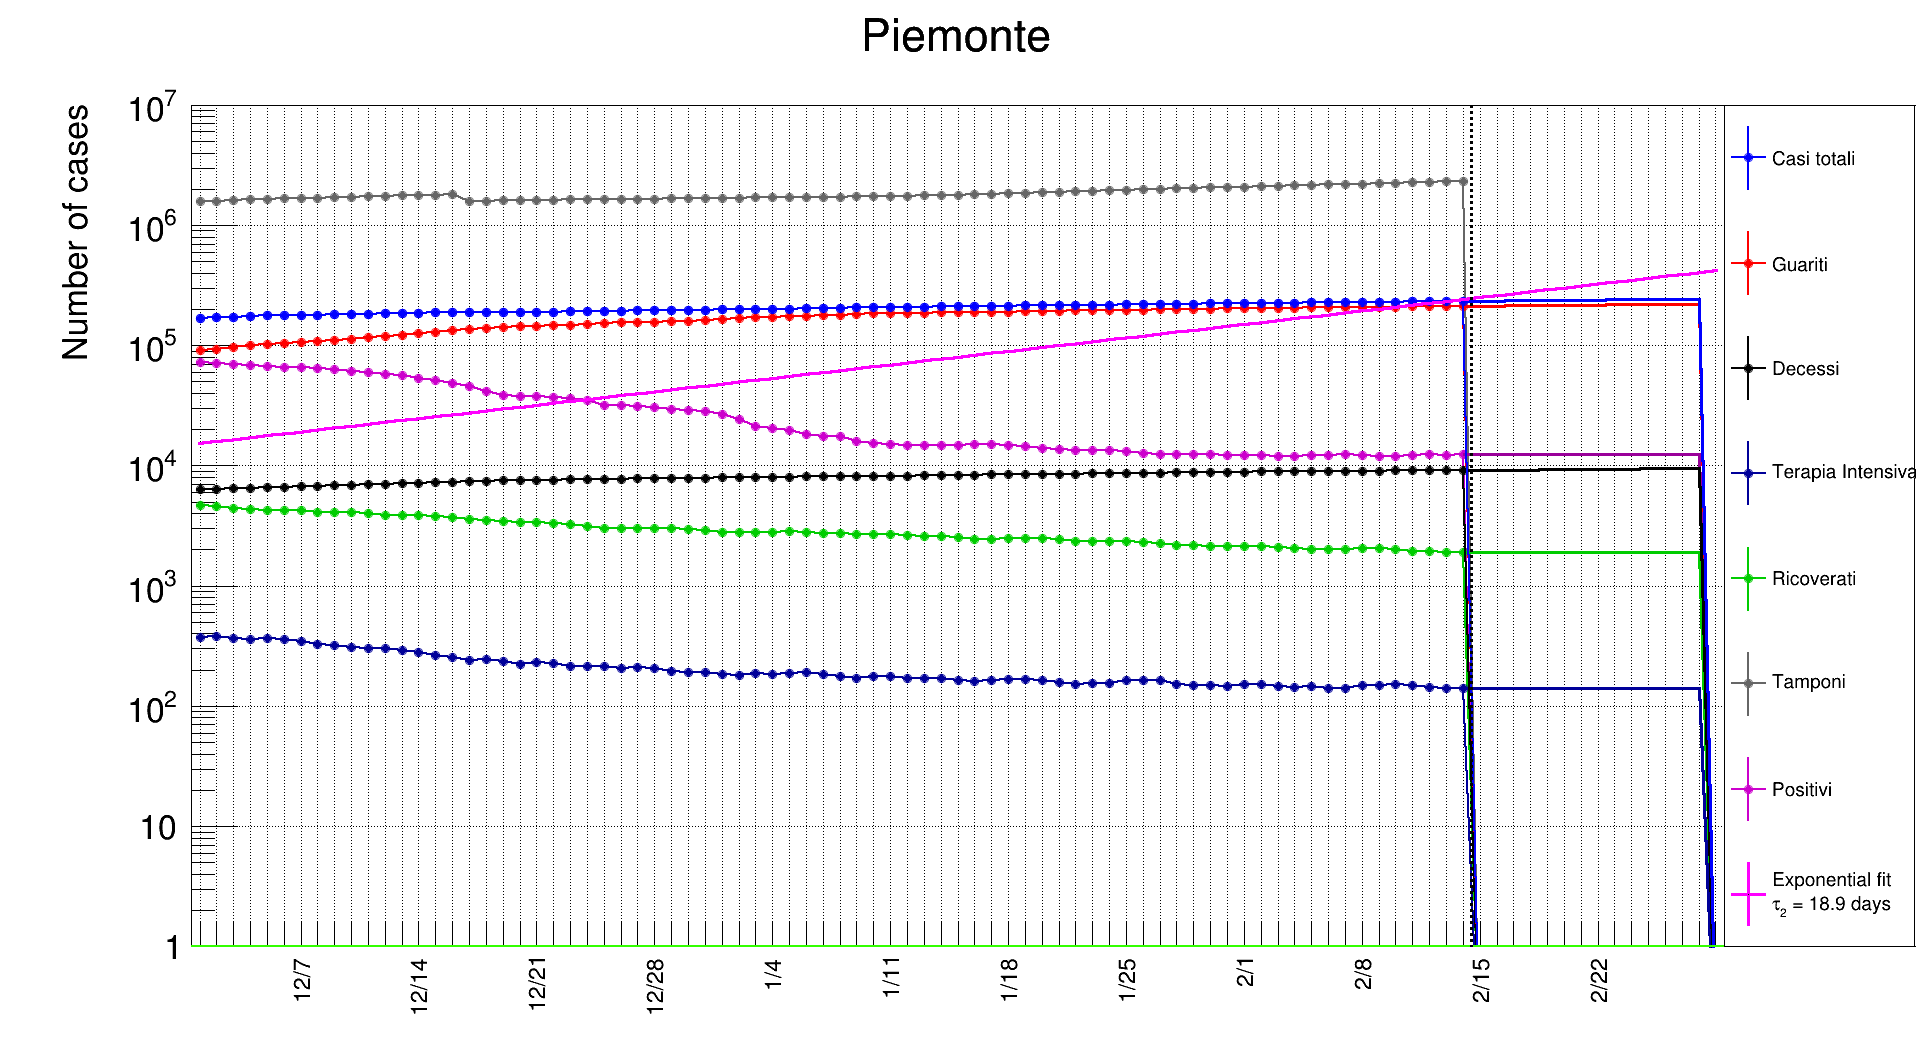 Piemonte
Number of cases
10^7
10^6
10^5
10^4
10^3
10^2
10
1
12/7
12/14
12/21
12/28
1/4
1/11
1/18
1/25
2/1
2/8
2/15
2/22
Casi totali
Guariti
Decessi
Terapia Intensiva
Ricoverati
Tamponi
Positivi
Exponential fit
τ_2 = 18.9 days